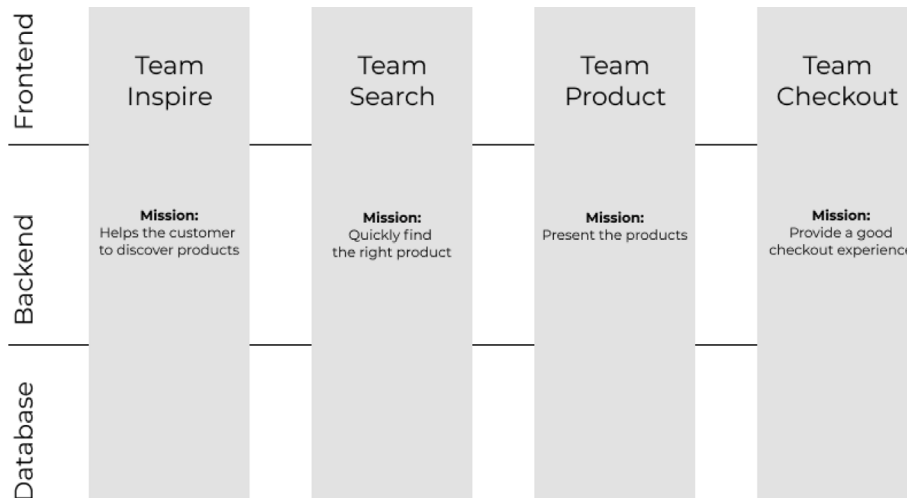 Frontend
Team
Inspire
Team
Search
Team
Product
Team
Checkout
Backend
Mission:
Helps the customer
to discover products
Mission:
Quickly find
the right product
Mission:
Present the products
Mission:
Provide a good
checkout experience
Database